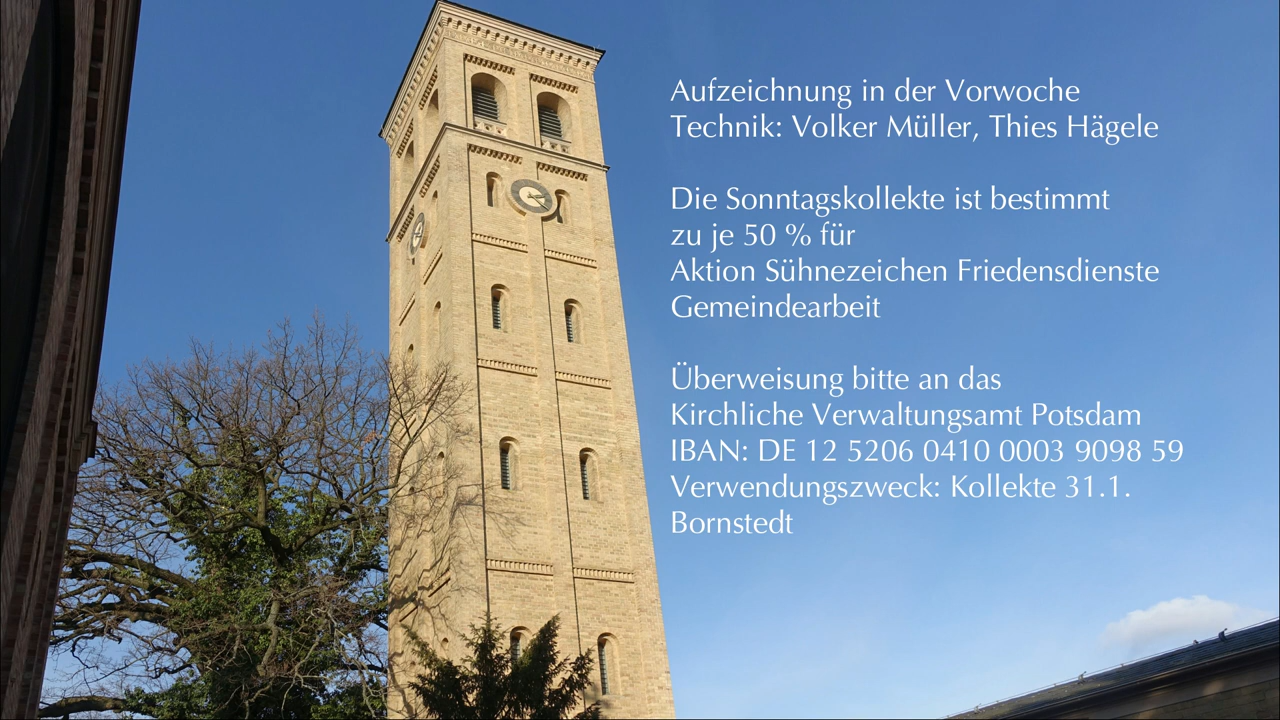 Aufzeichnung in der Vorwoche
Technik: Volker Müller, Thies Hägele
Die Sonntagskollekte ist bestimmt
zu je 50 % für
Aktion Sühnezeichen Friedensdienste
Gemeindearbeit
Überweisung bitte an das
Kirchliche Verwaltungsamt Potsdam
IBAN: DE 12 5206 0410 0003 9098 59
Verwendungszweck: Kollekte 31.1.
Bornstedt